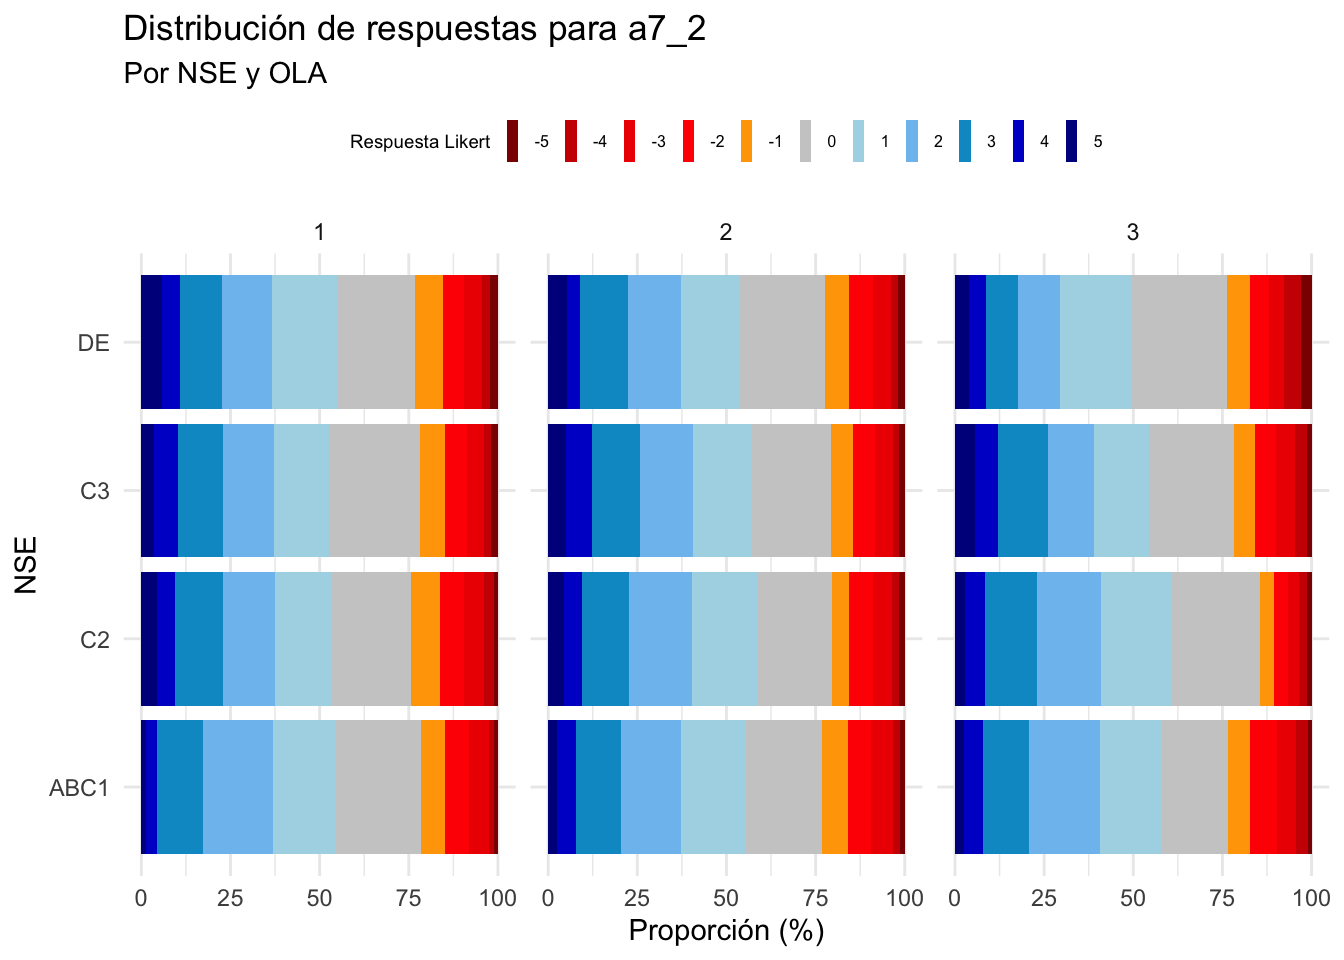 Distribución de respuestas para a7_2
Por NSE y OLA
Respuesta Likert -5 -4 -3 -2 -1 0 1 2 3 4 5
1 2 3
DE
C3
C2
ABC1
NSE
0 25 50 75 100 0 25 50 75 100 0 25 50 75 100
Proporción (%)